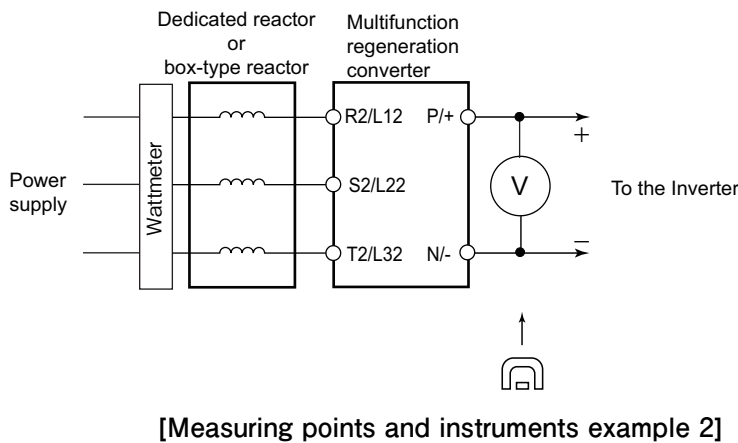 Dedicated reactor
or
box-type reactor
Multifunction
regeneration
converter
Power
supply
Wattmeter
R2/L12
P/+
+
S2/L22
V
To the Inverter
T2/L32
N/-
−
[Measuring points and instruments example 2]